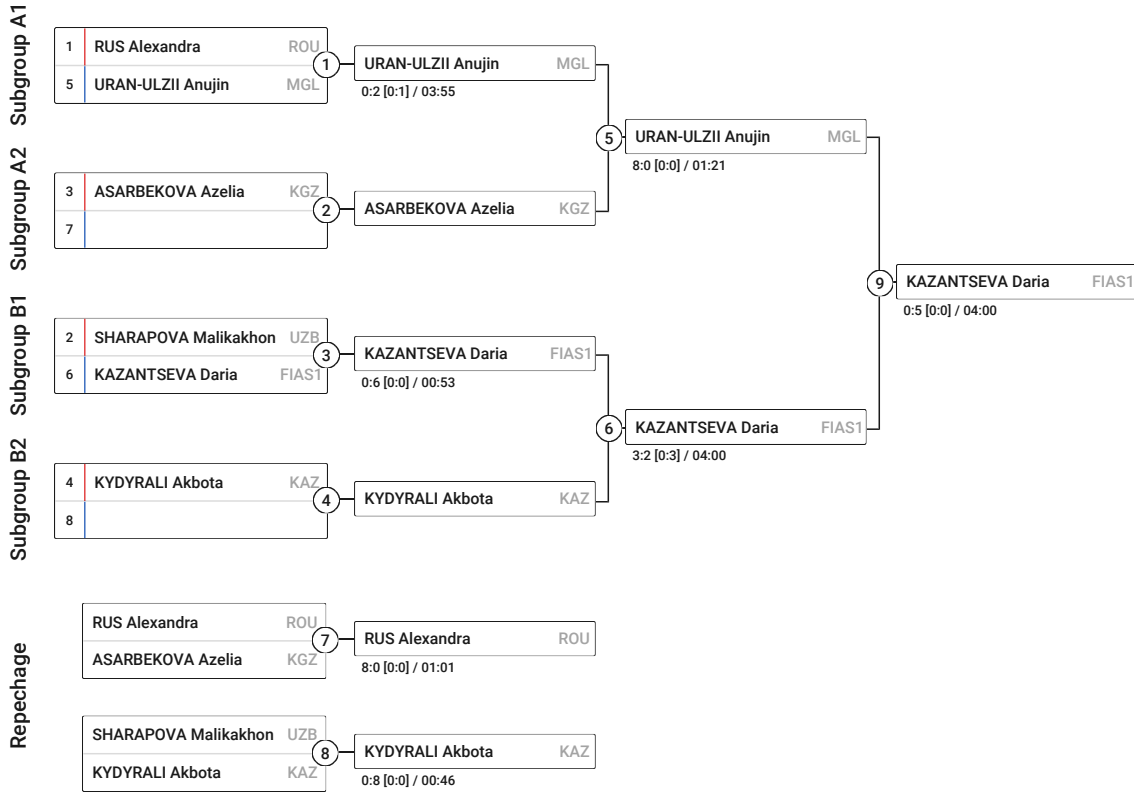 Subgroup A1
1 RUS Alexandra ROU
5 URAN-ULZII Anujin MGL
1
URAN-ULZII Anujin MGL
0:2 [0:1] / 03:55
Subgroup A2
3 ASARBEKOVA Azelia KGZ
7
2
ASARBEKOVA Azelia KGZ
5
URAN-ULZII Anujin MGL
8:0 [0:0] / 01:21
Subgroup B1
2 SHARAPOVA Malikakhon UZB
6 KAZANTSEVA Daria FIAS1
3
KAZANTSEVA Daria FIAS1
0:6 [0:0] / 00:53
Subgroup B2
4 KYDYRALI Akbota KAZ
8
4
KYDYRALI Akbota KAZ
6
KAZANTSEVA Daria FIAS1
3:2 [0:3] / 04:00
9
KAZANTSEVA Daria FIAS1
0:5 [0:0] / 04:00
Repechage
RUS Alexandra ROU
ASARBEKOVA Azelia KGZ
7
RUS Alexandra ROU
8:0 [0:0] / 01:01
SHARAPOVA Malikakhon UZB
KYDYRALI Akbota KAZ
8
KYDYRALI Akbota KAZ
0:8 [0:0] / 00:46